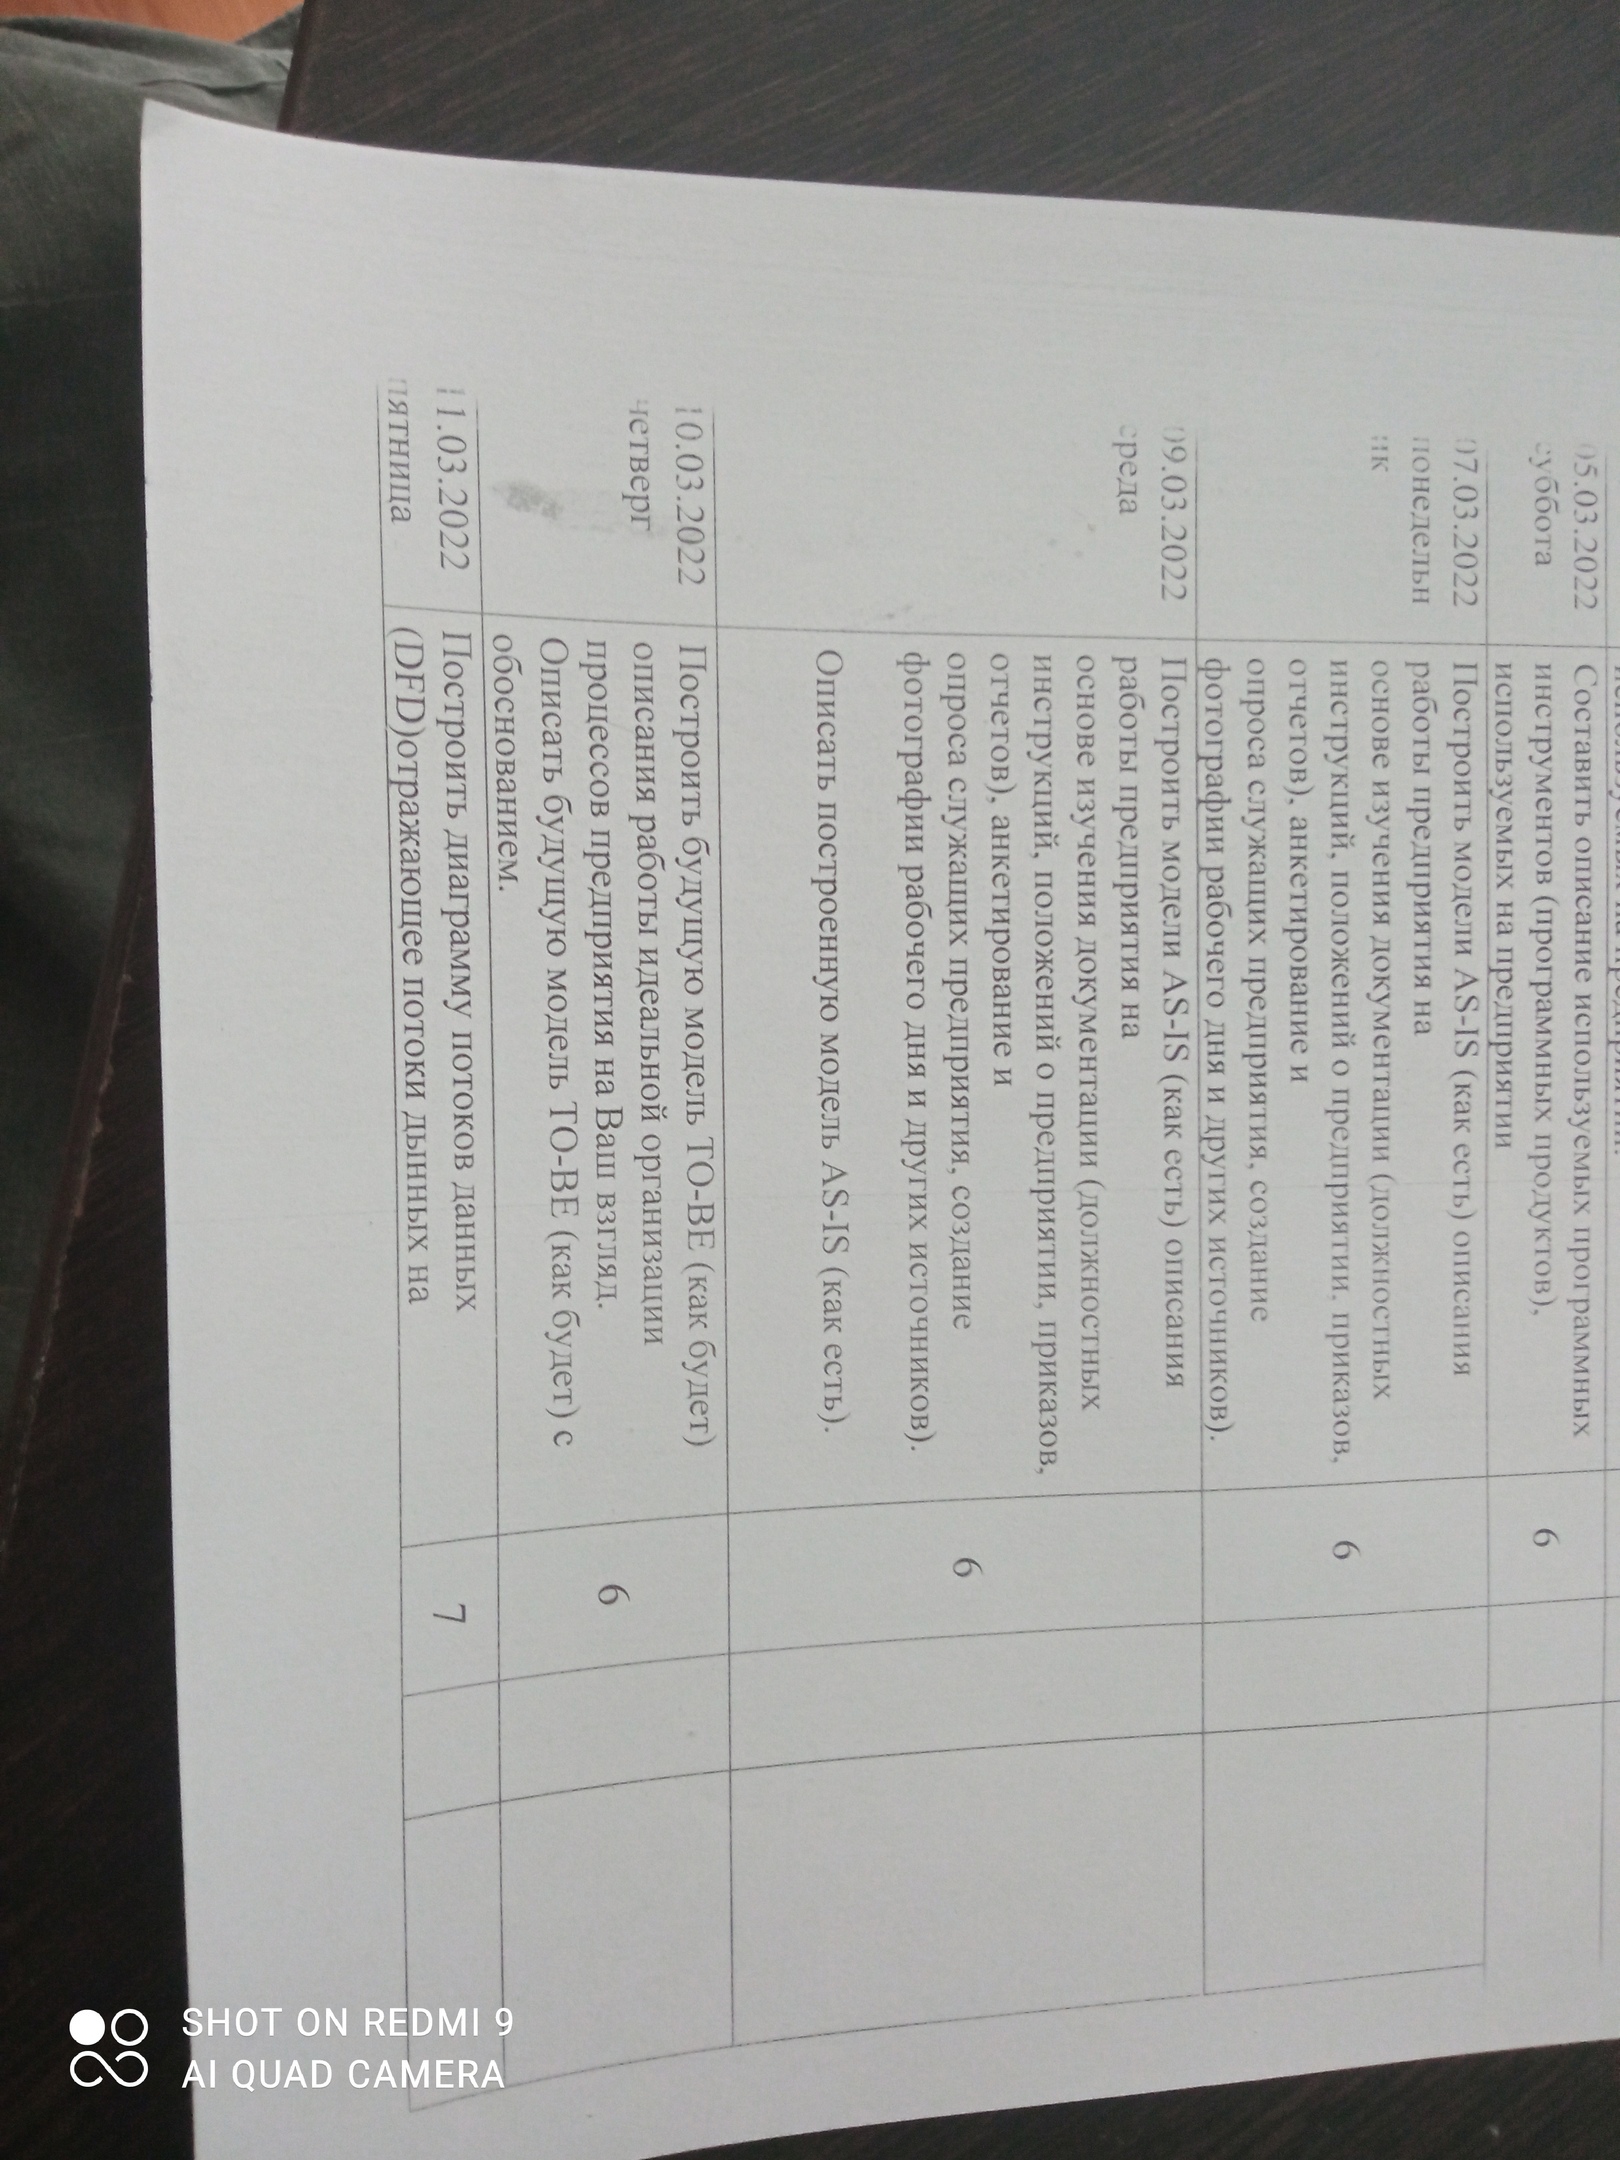 05.03.2022
суббота
Составить описание используемых программных
инструментов (программных продуктов),
используемых на предприятии
6
07.03.2022
понедельн
ик
Построить модели AS-IS (как есть) описания
работы предприятия на
основе изучения документации (должностных
инструкций, положений о предприятии, приказов,
отчетов), анкетирование и
опроса служащих предприятия, создание
фотографии рабочего дня и других источников).
6
09.03.2022
среда
Построить модели AS-IS (как есть) описания
работы предприятия на
основе изучения документации (должностных
инструкций, положений о предприятии, приказов,
отчетов), анкетирование и
опроса служащих предприятия, создание
фотографии рабочего дня и других источников).
Описать построенную модель AS-IS (как есть).
6
10.03.2022
четверг
Построить будущую модель TO-BE (как будет)
описания работы идеальной организации
процессов предприятия на Ваш взгляд.
Описать будущую модель TO-BE (как будет) с
обоснованием.
6
11.03.2022
пятница
Построить диаграмму потоков данных
(DFD)отражающее потоки дынных на
7
SHOT ON REDMI 9
AI QUAD CAMERA